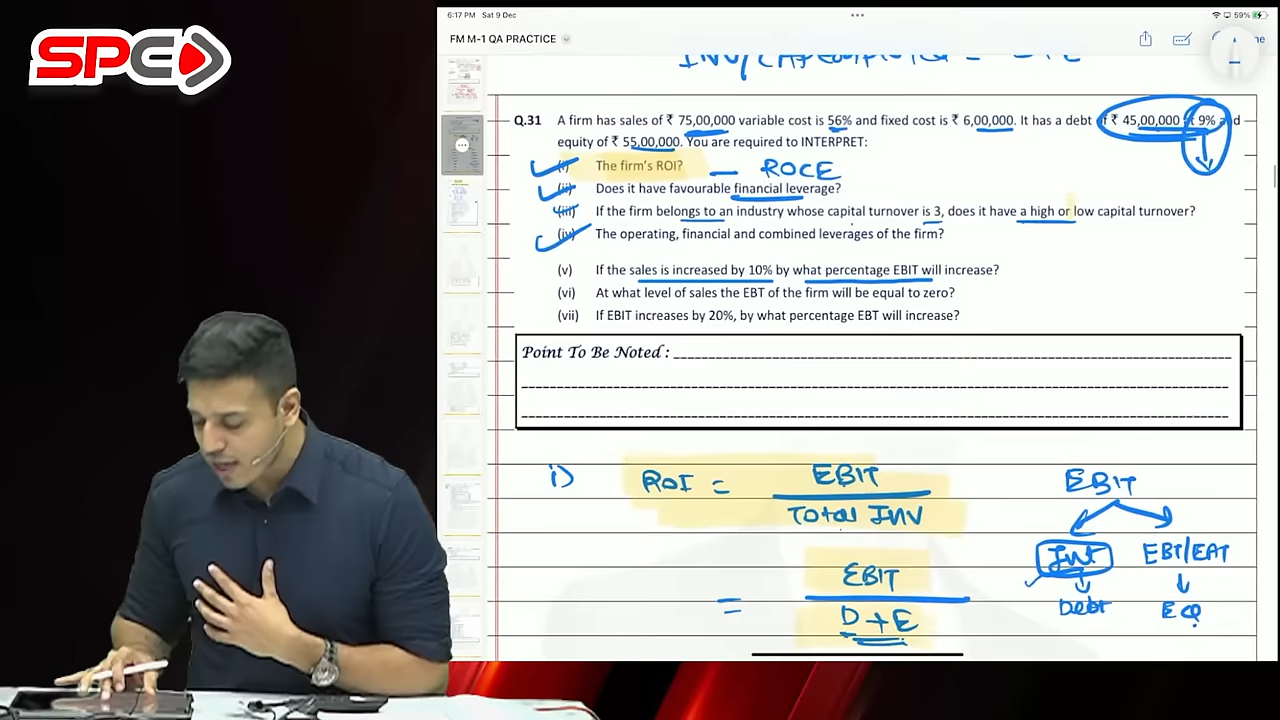 SPC
6:17 PM Sat 9 Dec
59%
FM M-1 QA PRACTICE
Q.31 A firm has sales of ₹ 75,00,000 variable cost is 56% and fixed cost is ₹ 6,00,000. It has a debt of ₹ 45,00,000 at 9% and
equity of ₹ 55,00,000. You are required to INTERPRET:
(i) The firm's ROI? — ROCE
(ii) Does it have favourable financial leverage?
(iii) If the firm belongs to an industry whose capital turnover is 3, does it have a high or low capital turnover?
(iv) The operating, financial and combined leverages of the firm?
(v) If the sales is increased by 10% by what percentage EBIT will increase?
(vi) At what level of sales the EBT of the firm will be equal to zero?
(vii) If EBIT increases by 20%, by what percentage EBT will increase?
Point To Be Noted :
i) ROI = EBIT
Total INV
= EBIT
D + E
EBIT
INT EBT/EAT
Debt EQ